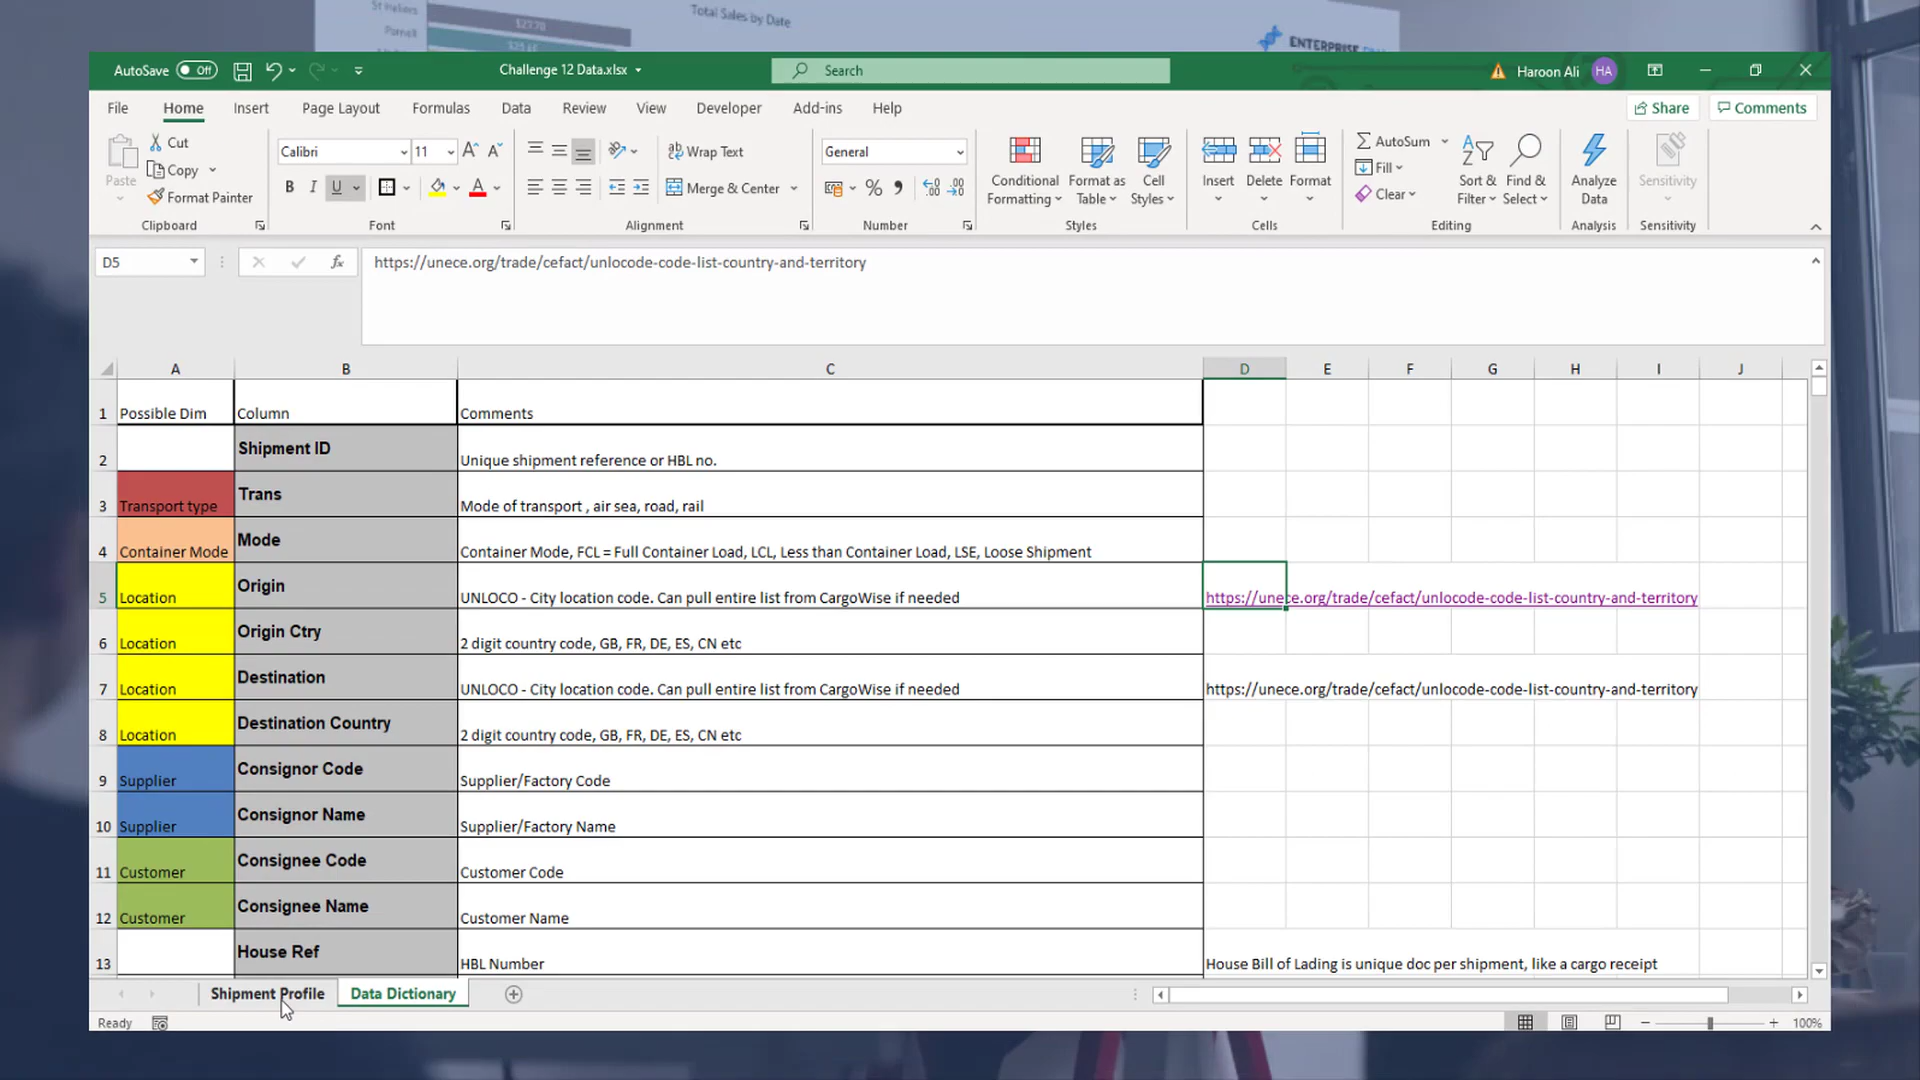 St Heliers
$22.70
Total Sales by Date
Parnell
ENTERPRISE
AutoSave Off
Challenge 12 Data.xlsx
Search
Haroon Ali HA
File Home Insert Page Layout Formulas Data Review View Developer Add-ins Help
Share Comments
Paste
Cut
Copy
Format Painter
Clipboard
Calibri 11
B I U
Font
Wrap Text
Merge & Center
Alignment
General
Number
Conditional Formatting
Format as Table
Cell Styles
Styles
Insert Delete Format
Cells
AutoSum
Fill
Clear
Sort & Filter
Find & Select
Editing
Analyze Data
Analysis
Sensitivity
Sensitivity
D5 fx https://unece.org/trade/cefact/unlocode-code-list-country-and-territory
A B C D E F G H I J
1 Possible Dim Column Comments
2 Shipment ID Unique shipment reference or HBL no.
3 Transport type Trans Mode of transport , air sea, road, rail
4 Container Mode Mode Container Mode, FCL = Full Container Load, LCL, Less than Container Load, LSE, Loose Shipment
5 Location Origin UNLOCO - City location code. Can pull entire list from CargoWise if needed https://unece.org/trade/cefact/unlocode-code-list-country-and-territory
6 Location Origin Ctry 2 digit country code, GB, FR, DE, ES, CN etc
7 Location Destination UNLOCO - City location code. Can pull entire list from CargoWise if needed https://unece.org/trade/cefact/unlocode-code-list-country-and-territory
8 Location Destination Country 2 digit country code, GB, FR, DE, ES, CN etc
9 Supplier Consignor Code Supplier/Factory Code
10 Supplier Consignor Name Supplier/Factory Name
11 Customer Consignee Code Customer Code
12 Customer Consignee Name Customer Name
13 House Ref HBL Number House Bill of Lading is unique doc per shipment, like a cargo receipt
Shipment Profile Data Dictionary
Ready 100%